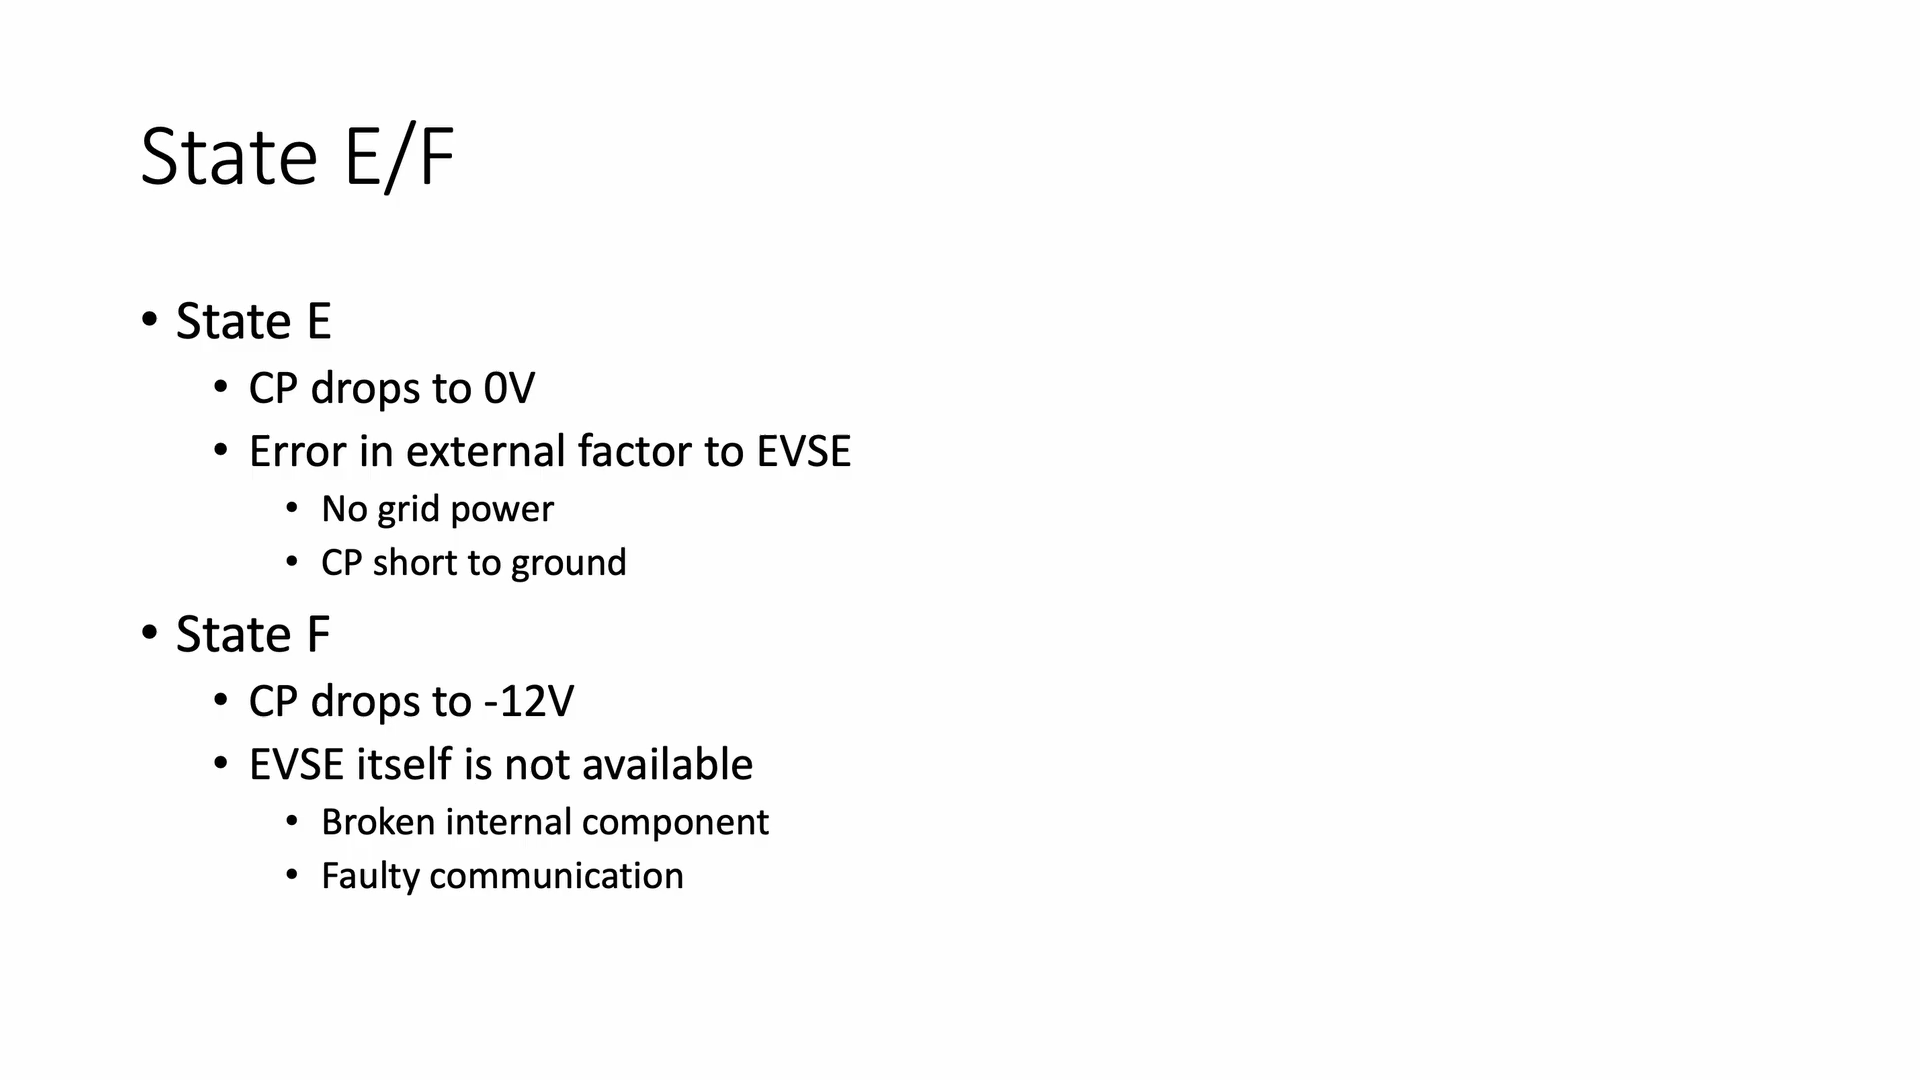 State E/F
• State E
• CP drops to 0V
• Error in external factor to EVSE
• No grid power
• CP short to ground
• State F
• CP drops to -12V
• EVSE itself is not available
• Broken internal component
• Faulty communication